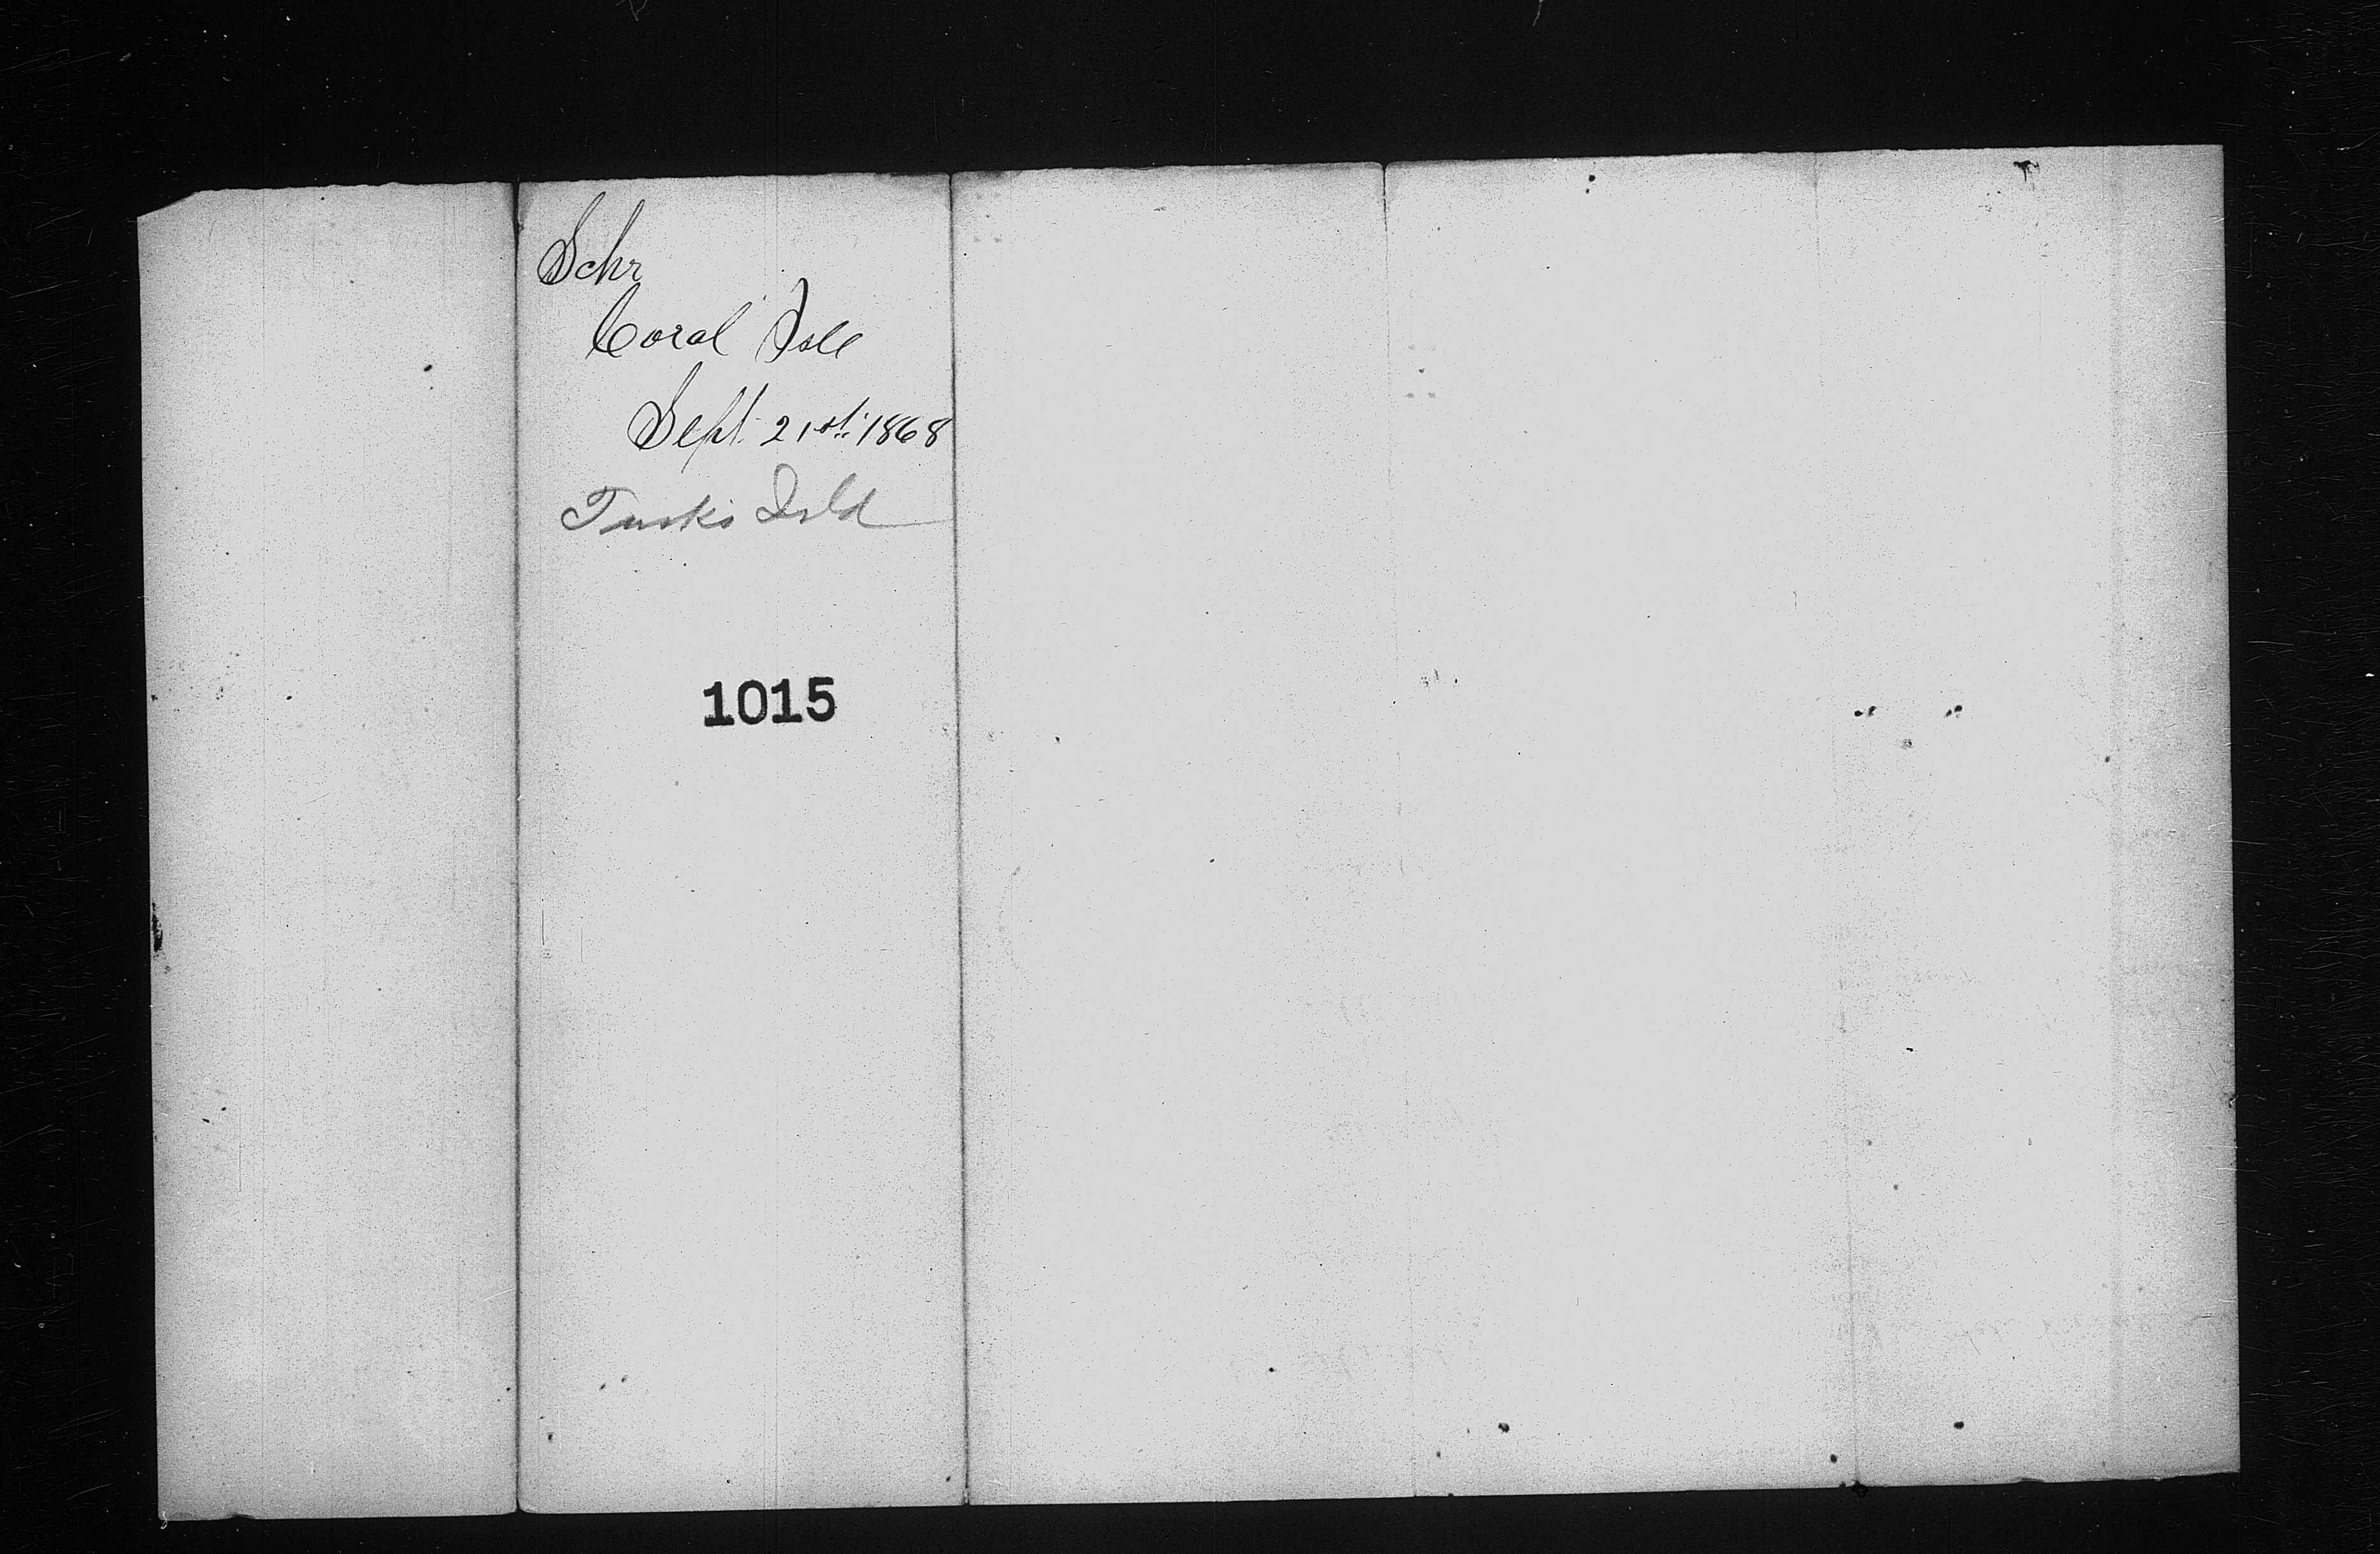 Schr
Coral Isle
Sept. 21st. 1868
Turks Isld
1015